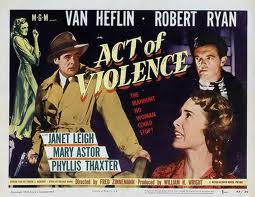 M-G-M's
VAN HEFLIN • ROBERT RYAN
ACT OF
VIOLENCE
THE
MANHUNT
NO
WOMAN
COULD STOP!
JANET LEIGH
MARY ASTOR
PHYLLIS THAXTER
Directed by FRED ZINNEMANN Produced by WILLIAM H. WRIGHT